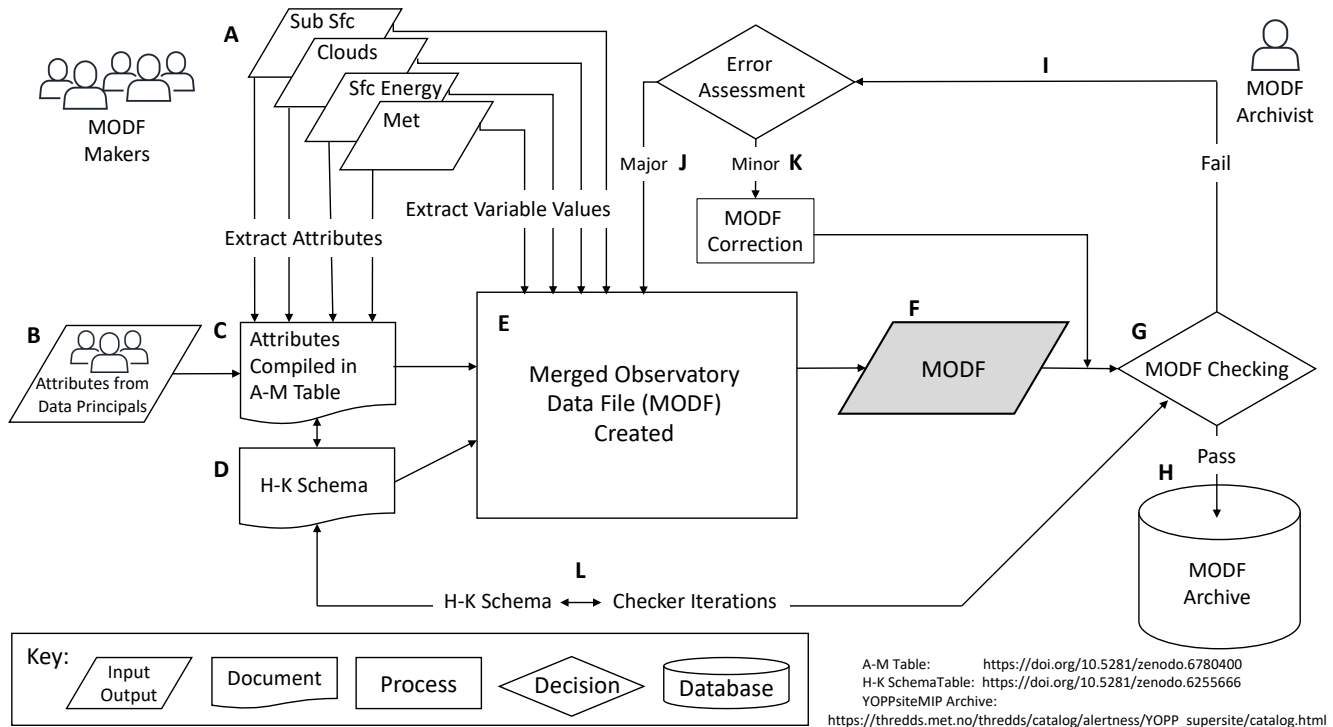 A
Sub Sfc
Clouds
Sfc Energy
Met
MODF
Makers
Error
Assessment
I
MODF
Archivist
Major J
Minor K
Fail
Extract Variable Values
Extract Attributes
MODF
Correction
B
Attributes from
Data Principals
C
Attributes
Compiled in
A-M Table
E
Merged Observatory
Data File (MODF)
Created
F
MODF
G
MODF Checking
D
H-K Schema
Pass
H
MODF
Archive
L
H-K Schema
Checker Iterations
Key:
Input
Output
Document
Process
Decision
Database
A-M Table: https://doi.org/10.5281/zenodo.6780400
H-K SchemaTable: https://doi.org/10.5281/zenodo.6255666
YOPPsiteMIP Archive:
https://thredds.met.no/thredds/catalog/alertness/YOPP_supersite/catalog.html